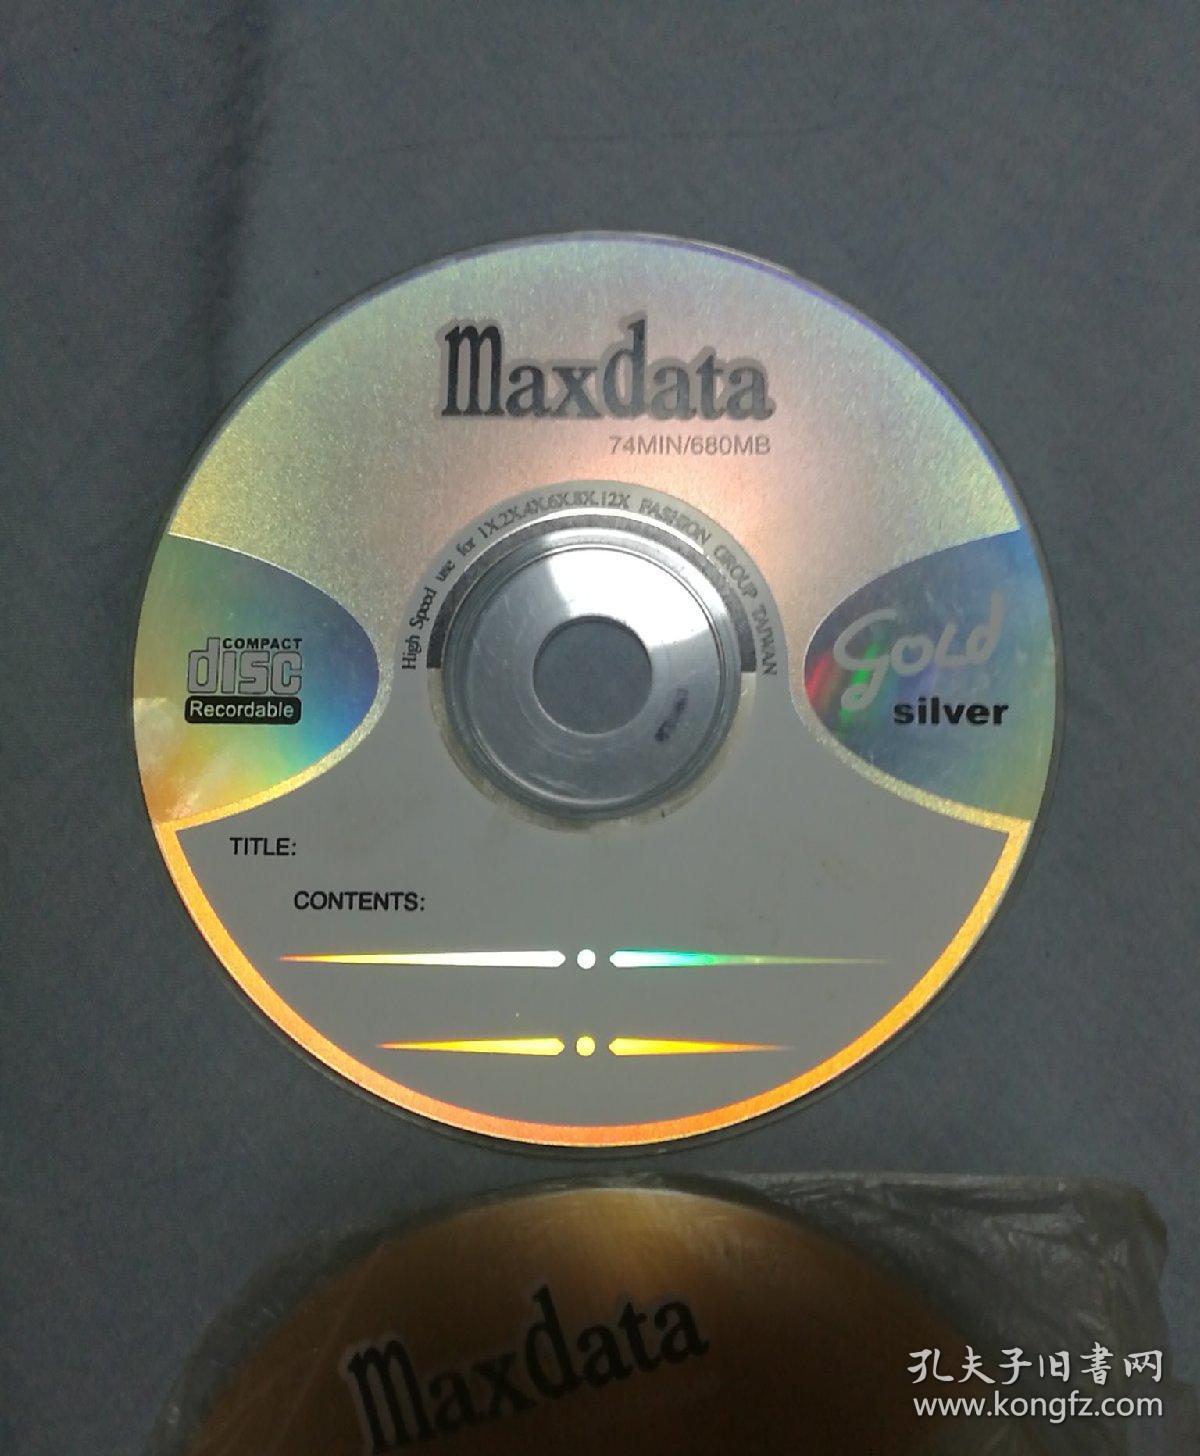 maxdata
74MIN/680MB
High Speed use for 1X.2X.4X.6X.8X.12X FASHION GROUP TAIWAN
COMPACT
disc
Recordable
Gold
silver
TITLE:
CONTENTS:
maxdata
孔夫子旧書网
www.kongfz.com